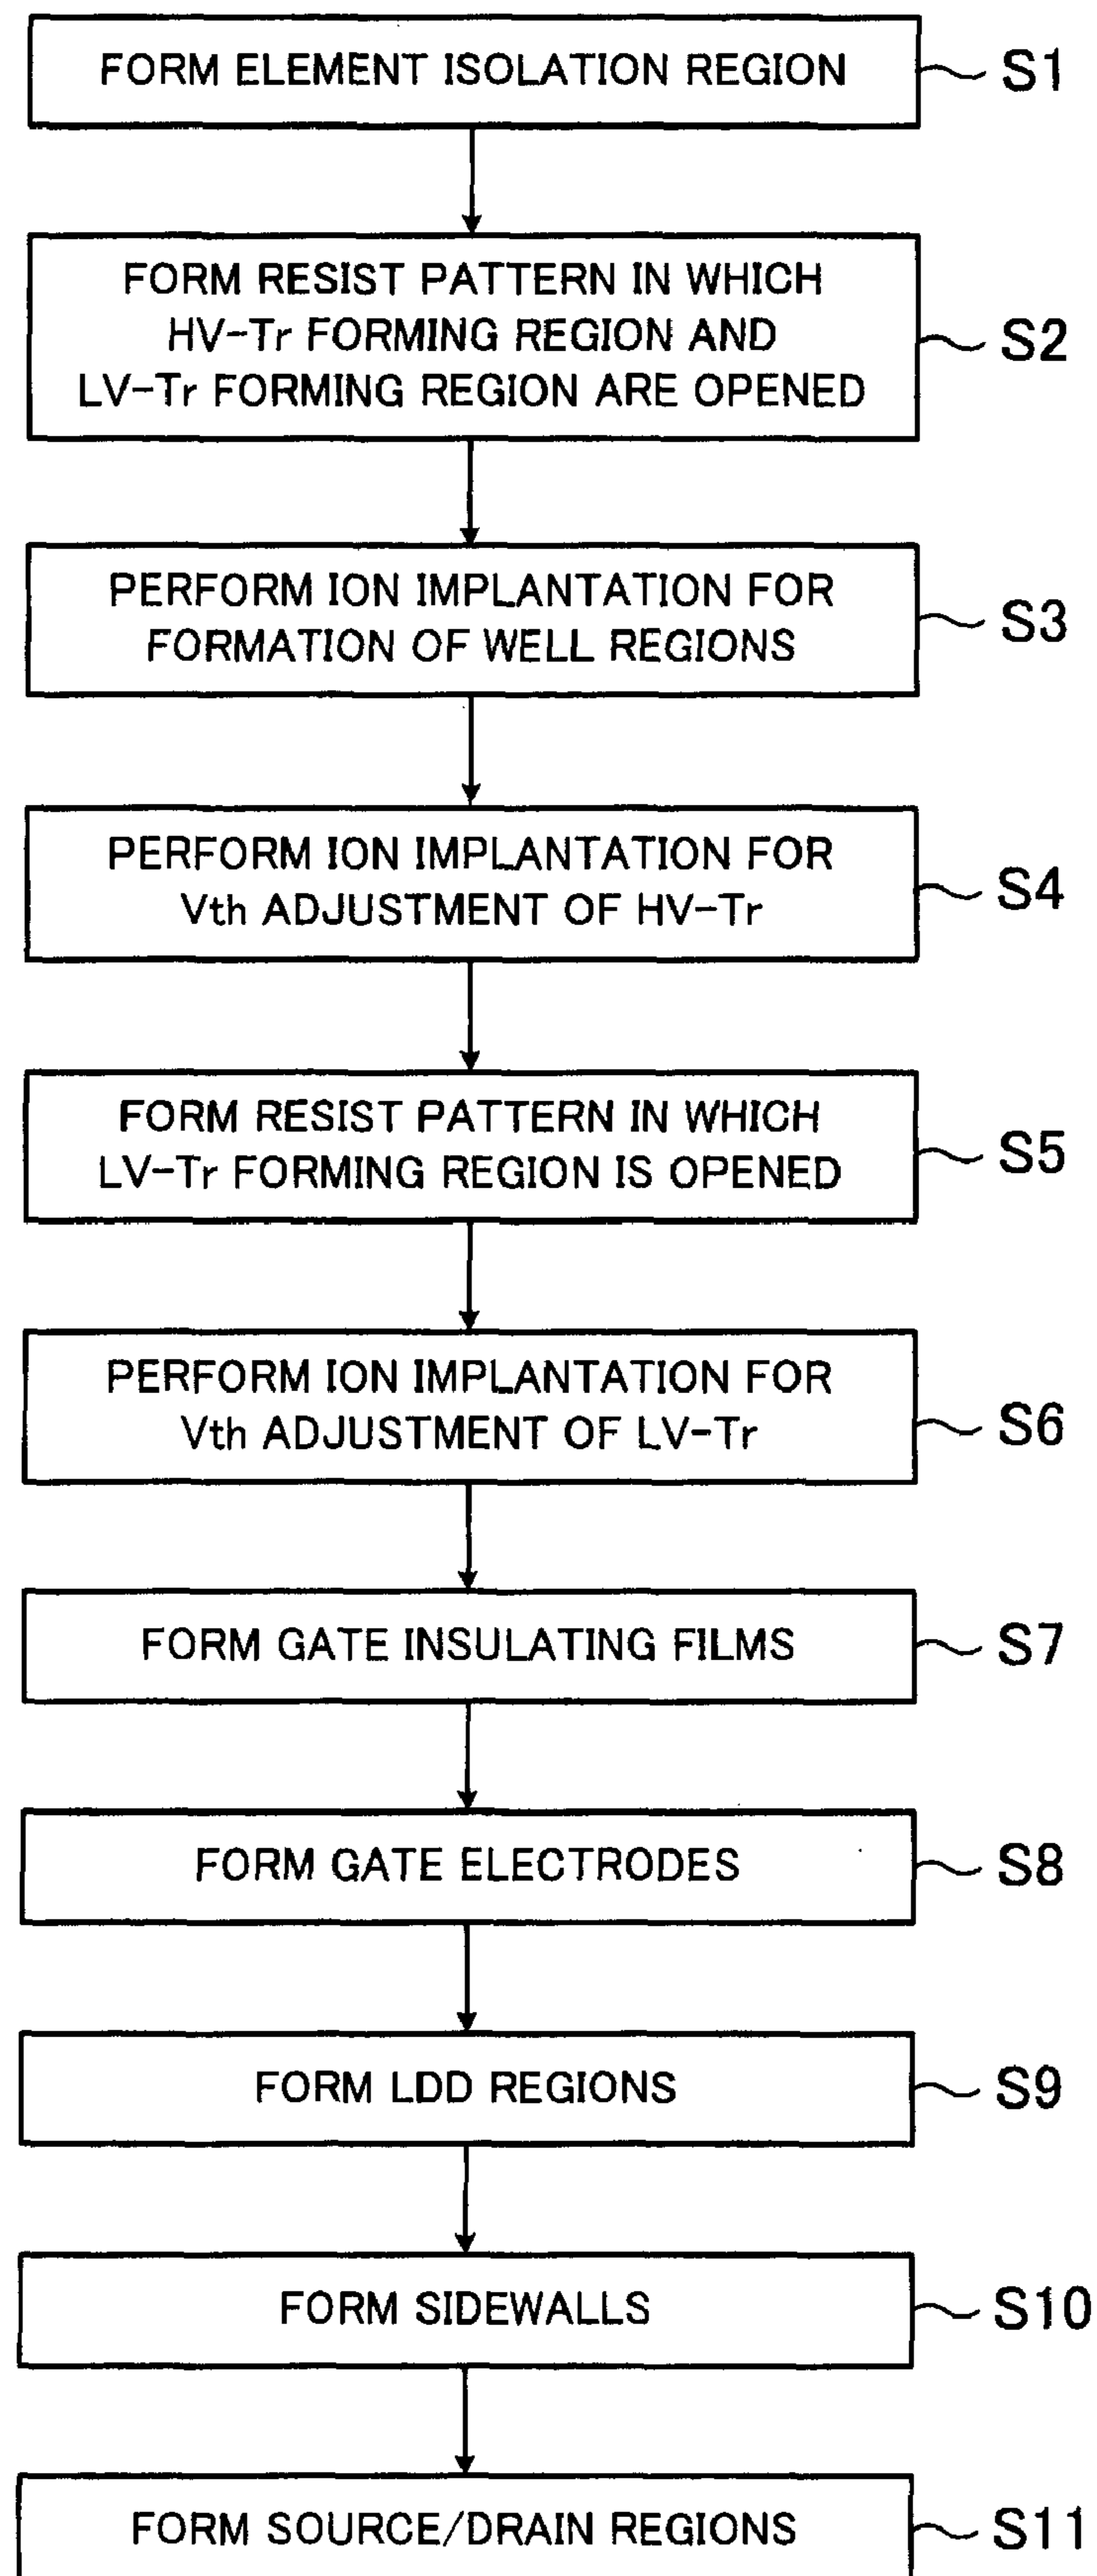 FORM ELEMENT ISOLATION REGION
S1
FORM RESIST PATTERN IN WHICH
HV-Tr FORMING REGION AND
LV-Tr FORMING REGION ARE OPENED
S2
PERFORM ION IMPLANTATION FOR
FORMATION OF WELL REGIONS
S3
PERFORM ION IMPLANTATION FOR
Vth ADJUSTMENT OF HV-Tr
S4
FORM RESIST PATTERN IN WHICH
LV-Tr FORMING REGION IS OPENED
S5
PERFORM ION IMPLANTATION FOR
Vth ADJUSTMENT OF LV-Tr
S6
FORM GATE INSULATING FILMS
S7
FORM GATE ELECTRODES
S8
FORM LDD REGIONS
S9
FORM SIDEWALLS
S10
FORM SOURCE/DRAIN REGIONS
S11